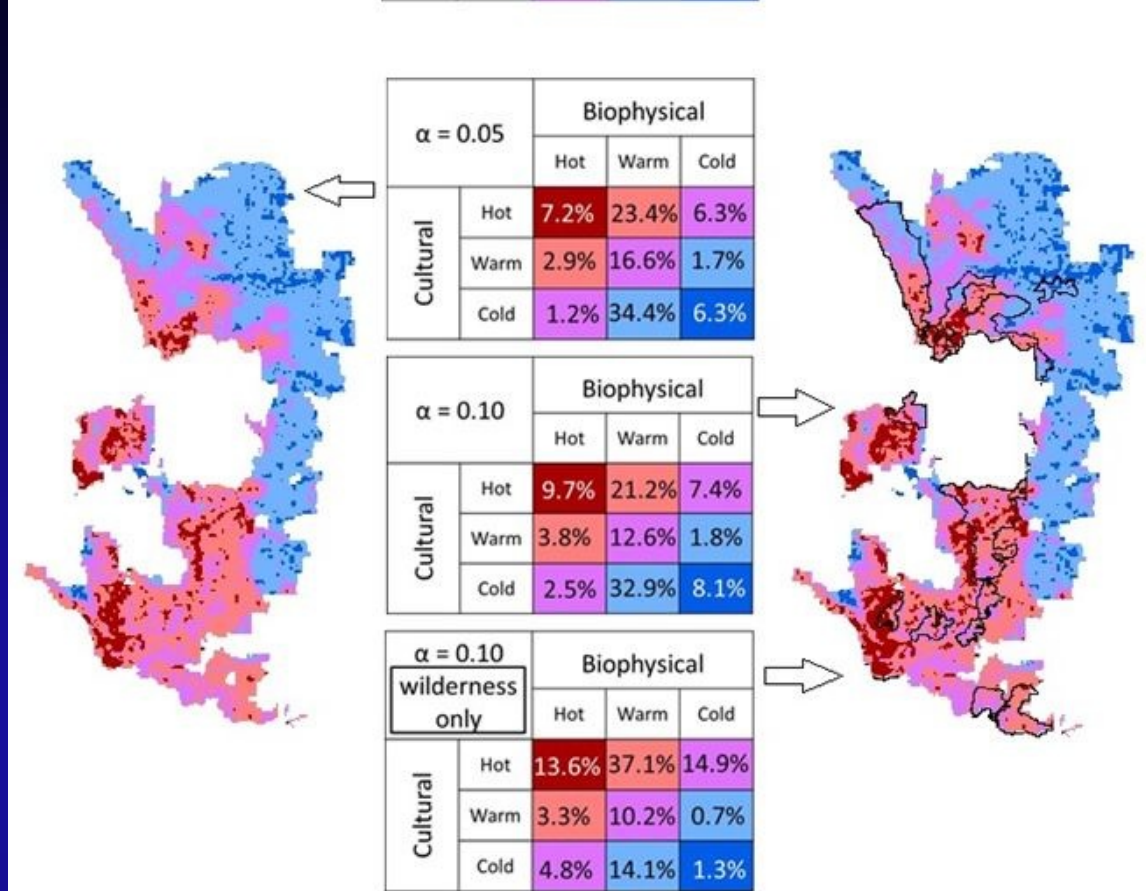 α = 0.05
Biophysical
Hot Warm Cold
Cultural
Hot 7.2% 23.4% 6.3%
Warm 2.9% 16.6% 1.7%
Cold 1.2% 34.4% 6.3%
α = 0.10
Biophysical
Hot Warm Cold
Cultural
Hot 9.7% 21.2% 7.4%
Warm 3.8% 12.6% 1.8%
Cold 2.5% 32.9% 8.1%
α = 0.10
wilderness
only
Biophysical
Hot Warm Cold
Cultural
Hot 13.6% 37.1% 14.9%
Warm 3.3% 10.2% 0.7%
Cold 4.8% 14.1% 1.3%